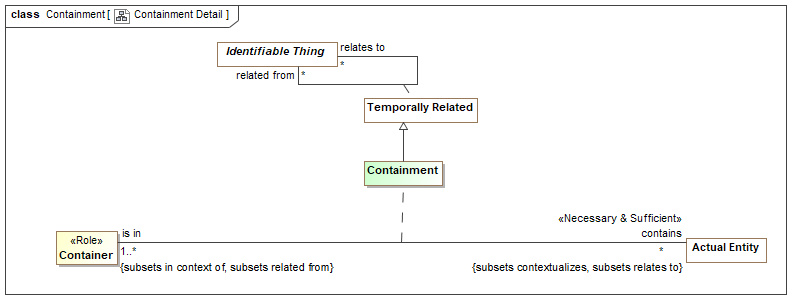 class Containment [ Containment Detail ]
Identifiable Thing
relates to
*
related from
*
Temporally Related
Containment
«Necessary & Sufficient»
is in
contains
«Role»
Container
1..*
*
Actual Entity
{subsets in context of, subsets related from}
{subsets contextualizes, subsets relates to}